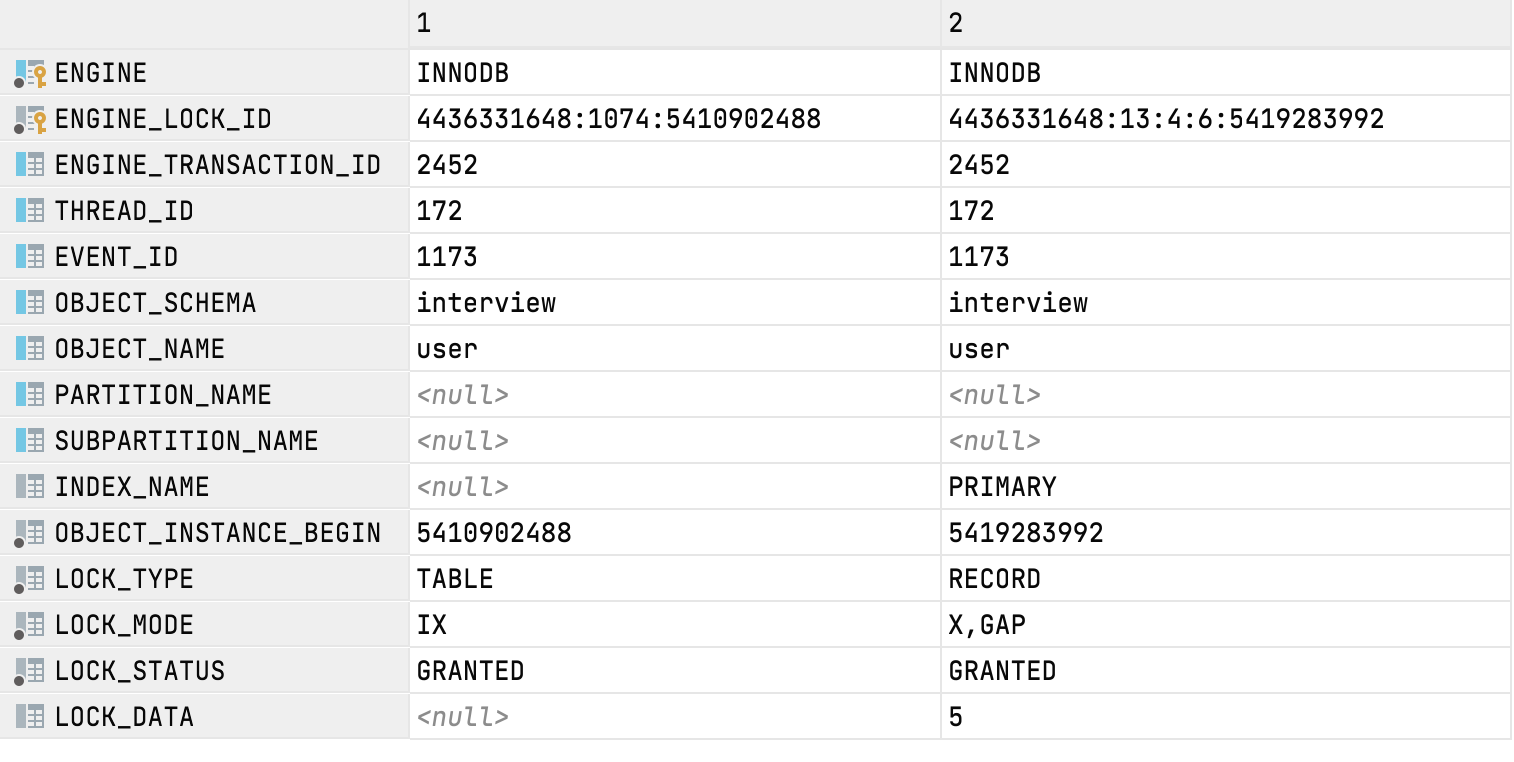 1 2
ENGINE INNODB INNODB
ENGINE_LOCK_ID 4436331648:1074:5410902488 4436331648:13:4:6:5419283992
ENGINE_TRANSACTION_ID 2452 2452
THREAD_ID 172 172
EVENT_ID 1173 1173
OBJECT_SCHEMA interview interview
OBJECT_NAME user user
PARTITION_NAME <null> <null>
SUBPARTITION_NAME <null> <null>
INDEX_NAME <null> PRIMARY
OBJECT_INSTANCE_BEGIN 5410902488 5419283992
LOCK_TYPE TABLE RECORD
LOCK_MODE IX X,GAP
LOCK_STATUS GRANTED GRANTED
LOCK_DATA <null> 5